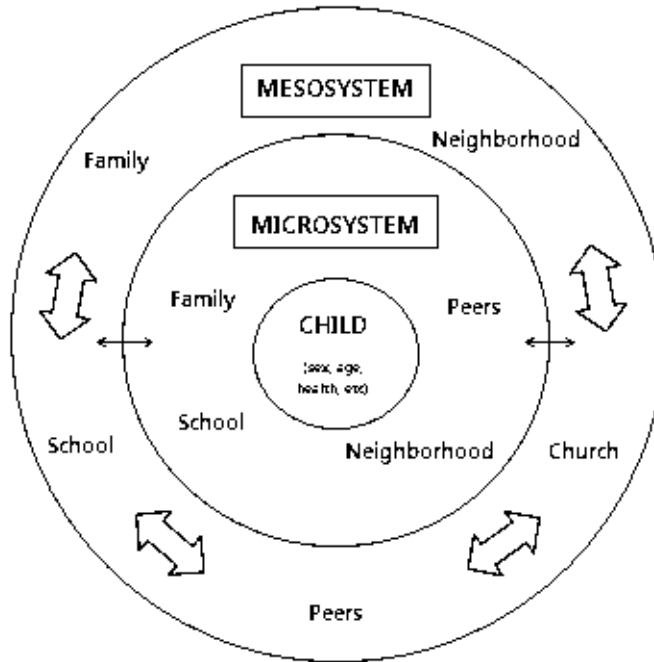 MESOSYSTEM
Neighborhood
Family
MICROSYSTEM
Family
Peers
CHILD
(sex, age,
health, etc)
School
School
Neighborhood
Church
Peers